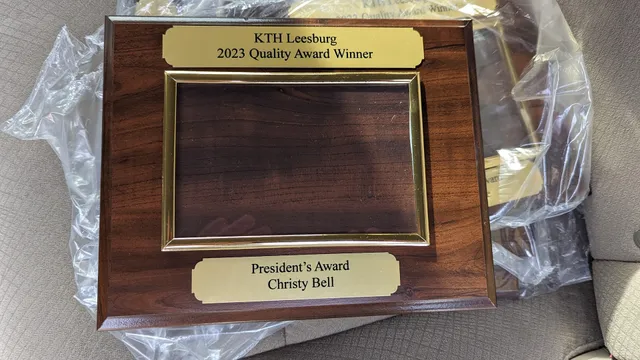 KTH Leesburg
2023 Quality Award Winner
President's Award
Christy Bell